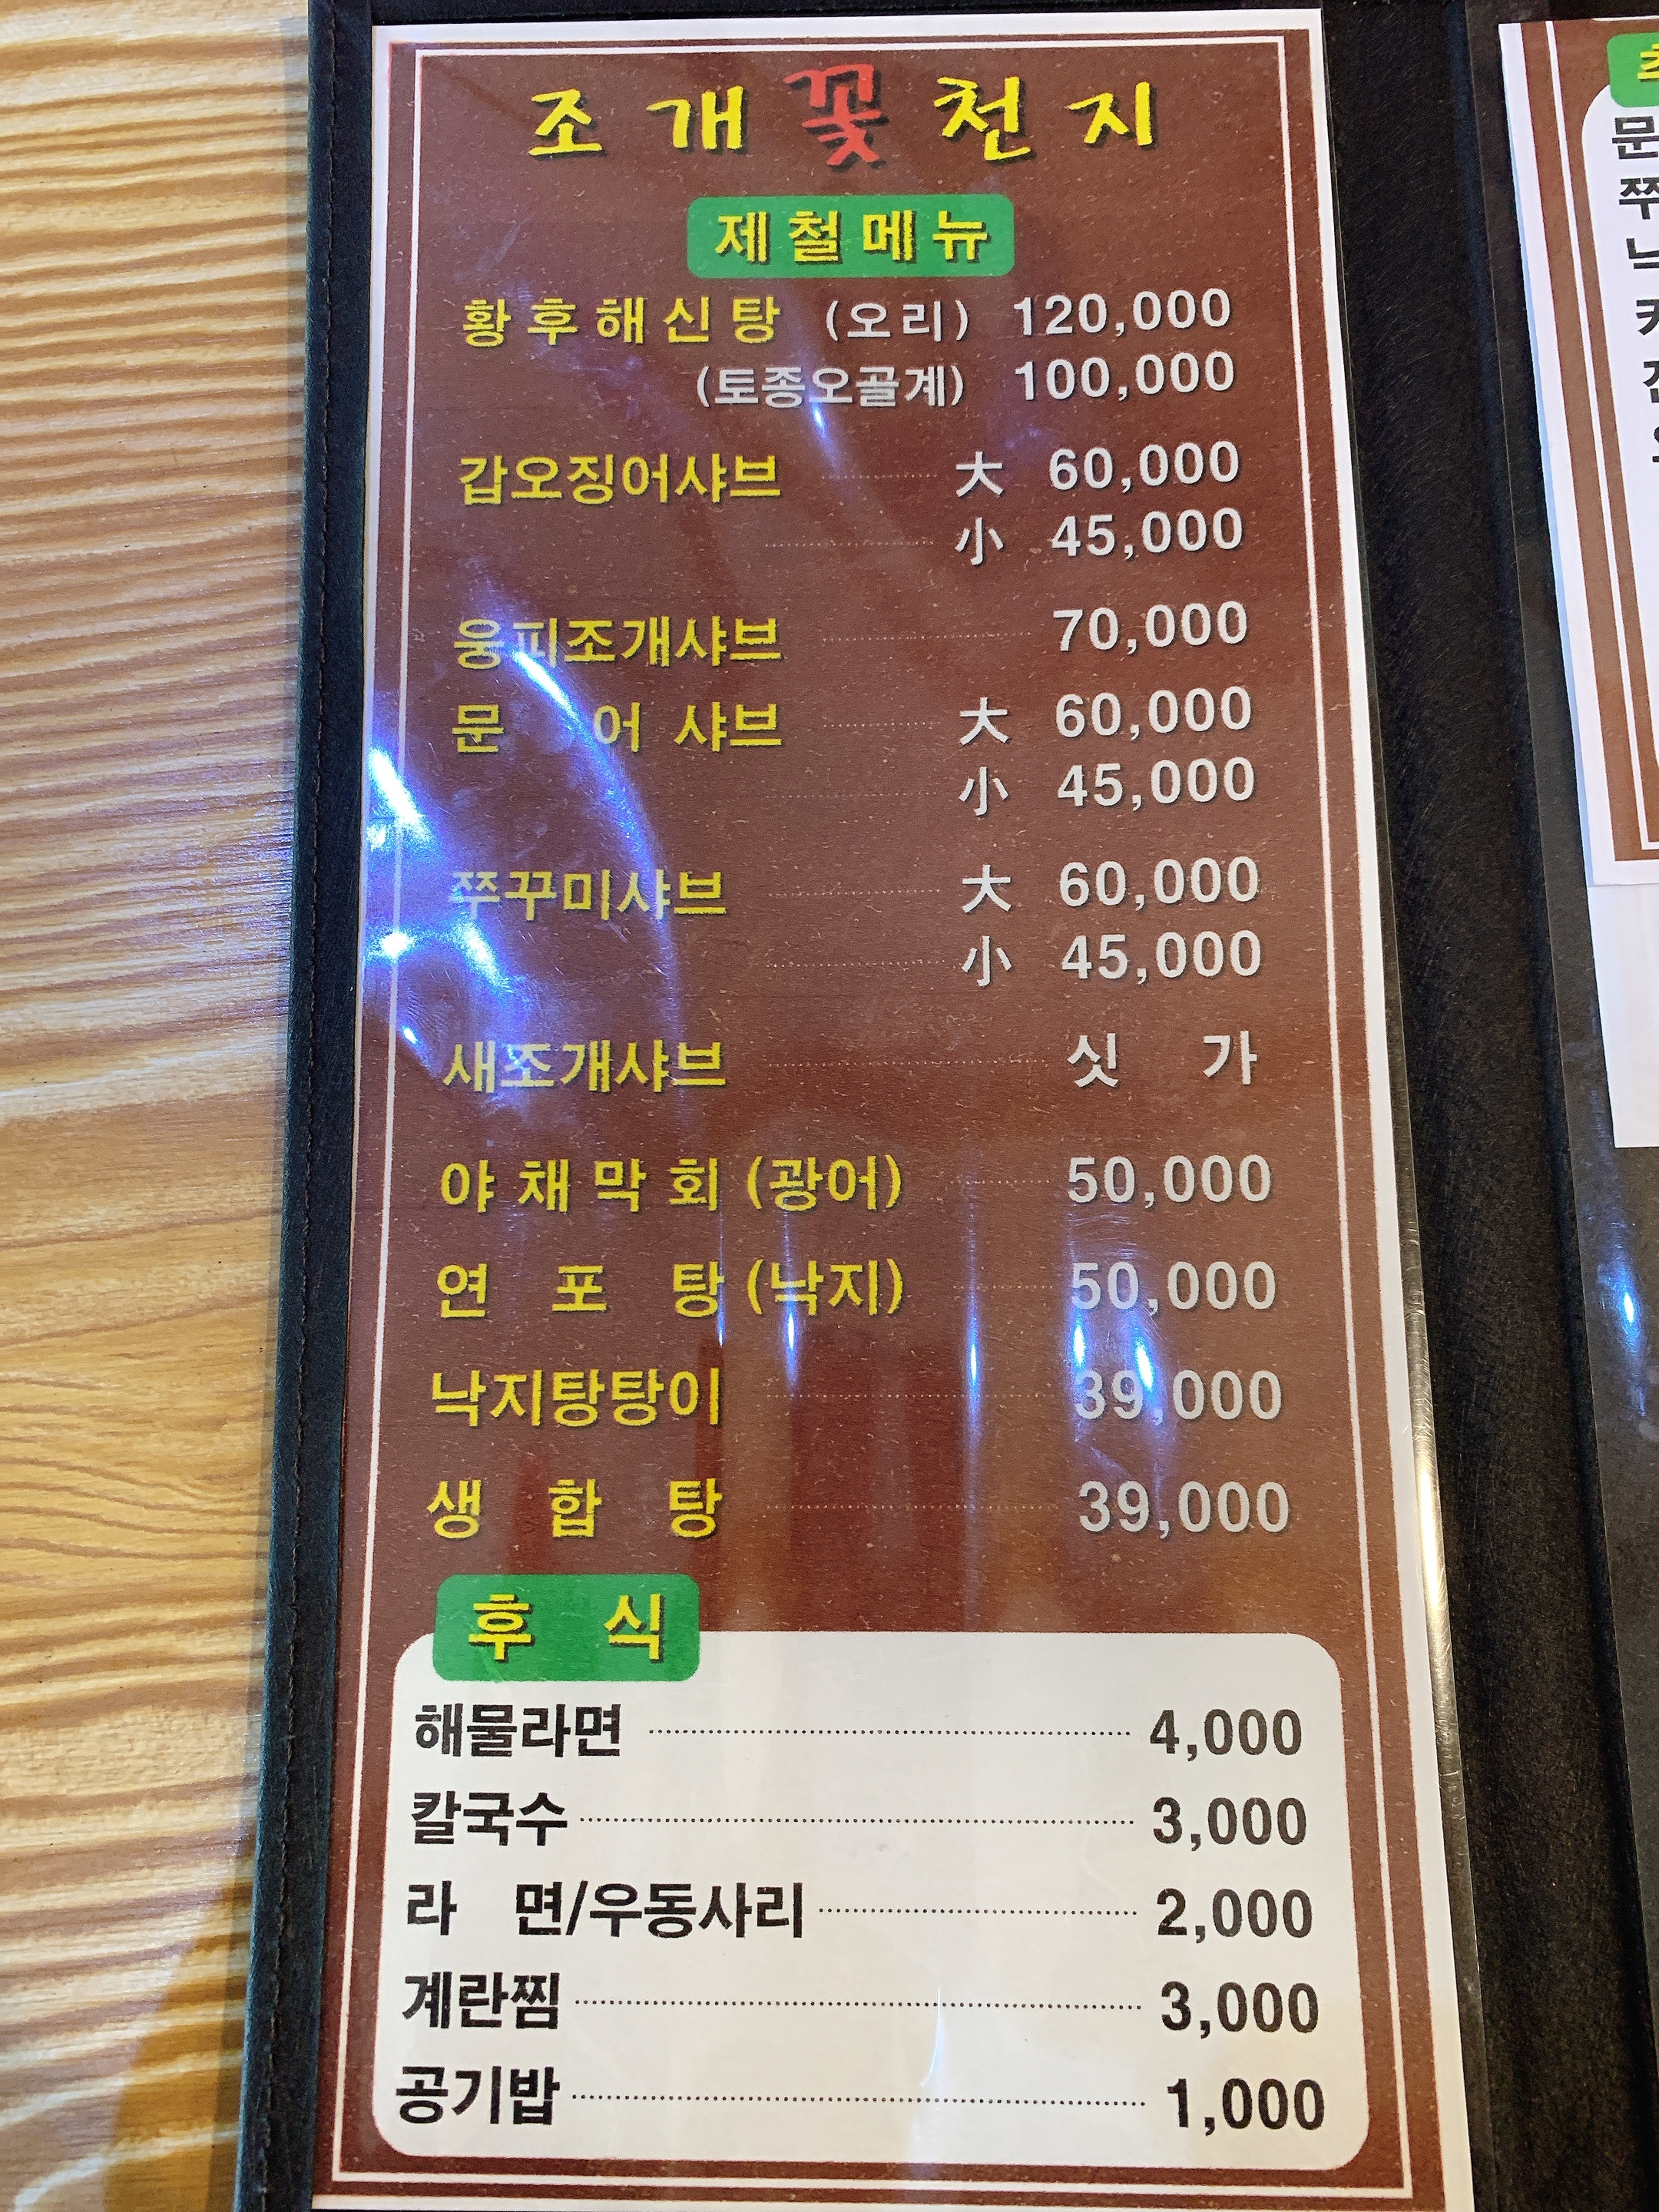 조개꽃천지
제철메뉴
황후해신탕 (오리) 120,000
(토종오골계) 100,000
갑오징어샤브 大 60,000
小 45,000
웅피조개샤브 70,000
문어샤브 大 60,000
小 45,000
쭈꾸미샤브 大 60,000
小 45,000
새조개샤브 싯가
야채막회(광어) 50,000
연포탕(낙지) 50,000
낙지탕탕이 39,000
생합탕 39,000
후식
해물라면 4,000
칼국수 3,000
라면/우동사리 2,000
계란찜 3,000
공기밥 1,000
문